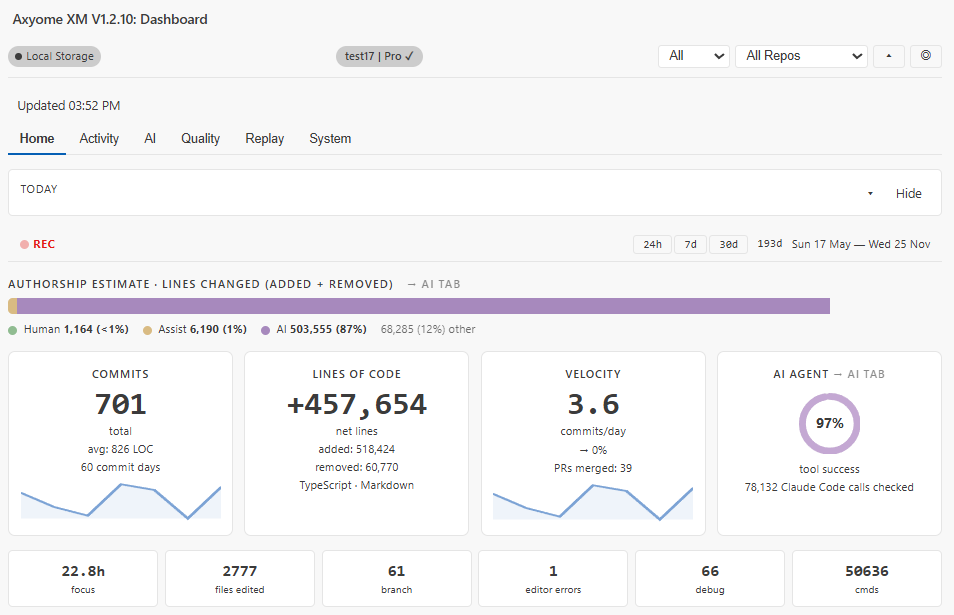 Axyome XM V1.2.10: Dashboard
● Local Storage
test17 | Pro ✓
All
All Repos
Updated 03:52 PM
Home Activity AI Quality Replay System
TODAY
Hide
REC
24h 7d 30d 193d Sun 17 May — Wed 25 Nov
AUTHORSHIP ESTIMATE · LINES CHANGED (ADDED + REMOVED) → AI TAB
Human 1,164 (<1%) Assist 6,190 (1%) AI 503,555 (87%) 68,285 (12%) other
COMMITS
701
total
avg: 826 LOC
60 commit days
LINES OF CODE
+457,654
net lines
added: 518,424
removed: 60,770
TypeScript · Markdown
VELOCITY
3.6
commits/day
→ 0%
PRs merged: 39
AI AGENT → AI TAB
97%
tool success
78,132 Claude Code calls checked
22.8h
focus
2777
files edited
61
branch
1
editor errors
66
debug
50636
cmds